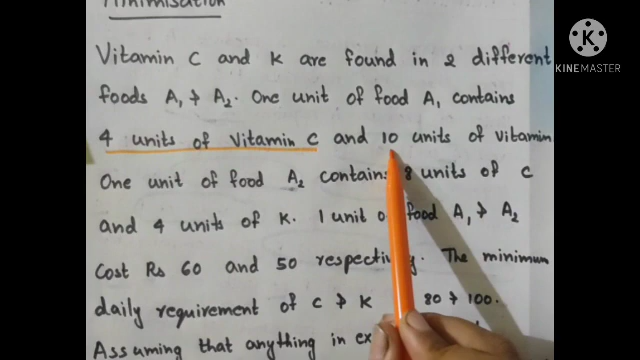 Minimisation
KINEMASTER
Vitamin C and K are found in 2 different
foods A1 & A2. One unit of food A1 contains
4 units of Vitamin C and 10 units of vitamin
One unit of food A2 contains 8 units of C
and 4 units of K. 1 unit of food A1 & A2
cost Rs 60 and 50 respectively. The minimum
daily requirement of C & K 80 & 100.
Assuming that anything in